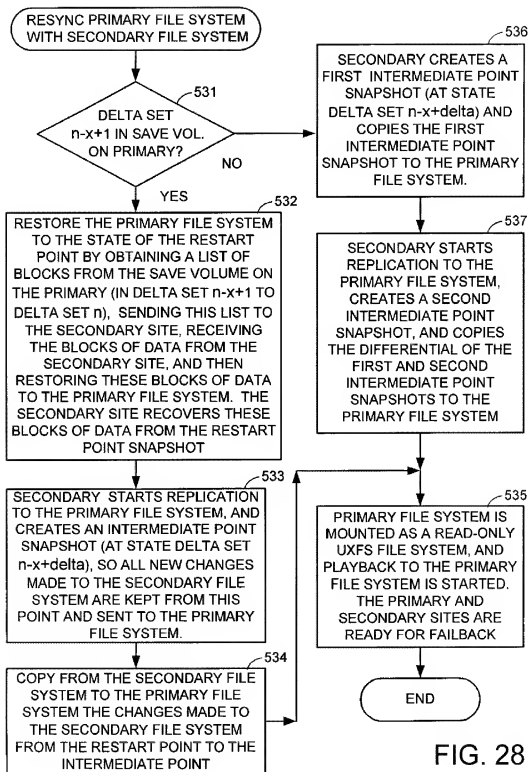 RESYNC PRIMARY FILE SYSTEM
WITH SECONDARY FILE SYSTEM
531
DELTA SET
n-x+1 IN SAVE VOL.
ON PRIMARY?
NO
YES
532
RESTORE THE PRIMARY FILE SYSTEM
TO THE STATE OF THE RESTART
POINT BY OBTAINING A LIST OF
BLOCKS FROM THE SAVE VOLUME ON
THE PRIMARY (IN DELTA SET n-x+1 TO
DELTA SET n), SENDING THIS LIST TO
THE SECONDARY SITE, RECEIVING
THE BLOCKS OF DATA FROM THE
SECONDARY SITE, AND THEN
RESTORING THESE BLOCKS OF DATA
TO THE PRIMARY FILE SYSTEM. THE
SECONDARY SITE RECOVERS THESE
BLOCKS OF DATA FROM THE RESTART
POINT SNAPSHOT
533
SECONDARY STARTS REPLICATION
TO THE PRIMARY FILE SYSTEM, AND
CREATES AN INTERMEDIATE POINT
SNAPSHOT (AT STATE DELTA SET
n-x+delta), SO ALL NEW CHANGES
MADE TO THE SECONDARY FILE
SYSTEM ARE KEPT FROM THIS
POINT AND SENT TO THE PRIMARY
FILE SYSTEM.
534
COPY FROM THE SECONDARY FILE
SYSTEM TO THE PRIMARY FILE
SYSTEM THE CHANGES MADE TO
THE SECONDARY FILE SYSTEM
FROM THE RESTART POINT TO THE
INTERMEDIATE POINT
536
SECONDARY CREATES A
FIRST INTERMEDIATE POINT
SNAPSHOT (AT STATE
DELTA SET n-x+delta) AND
COPIES THE FIRST
INTERMEDIATE POINT
SNAPSHOT TO THE PRIMARY
FILE SYSTEM.
537
SECONDARY STARTS
REPLICATION TO THE
PRIMARY FILE SYSTEM,
CREATES A SECOND
INTERMEDIATE POINT
SNAPSHOT, AND COPIES
THE DIFFERENTIAL OF THE
FIRST AND SECOND
INTERMEDIATE POINT
SNAPSHOTS TO THE
PRIMARY FILE SYSTEM
535
PRIMARY FILE SYSTEM IS
MOUNTED AS A READ-ONLY
UXFS FILE SYSTEM, AND
PLAYBACK TO THE PRIMARY
FILE SYSTEM IS STARTED.
THE PRIMARY AND
SECONDARY SITES ARE
READY FOR FAILBACK
END
FIG. 28